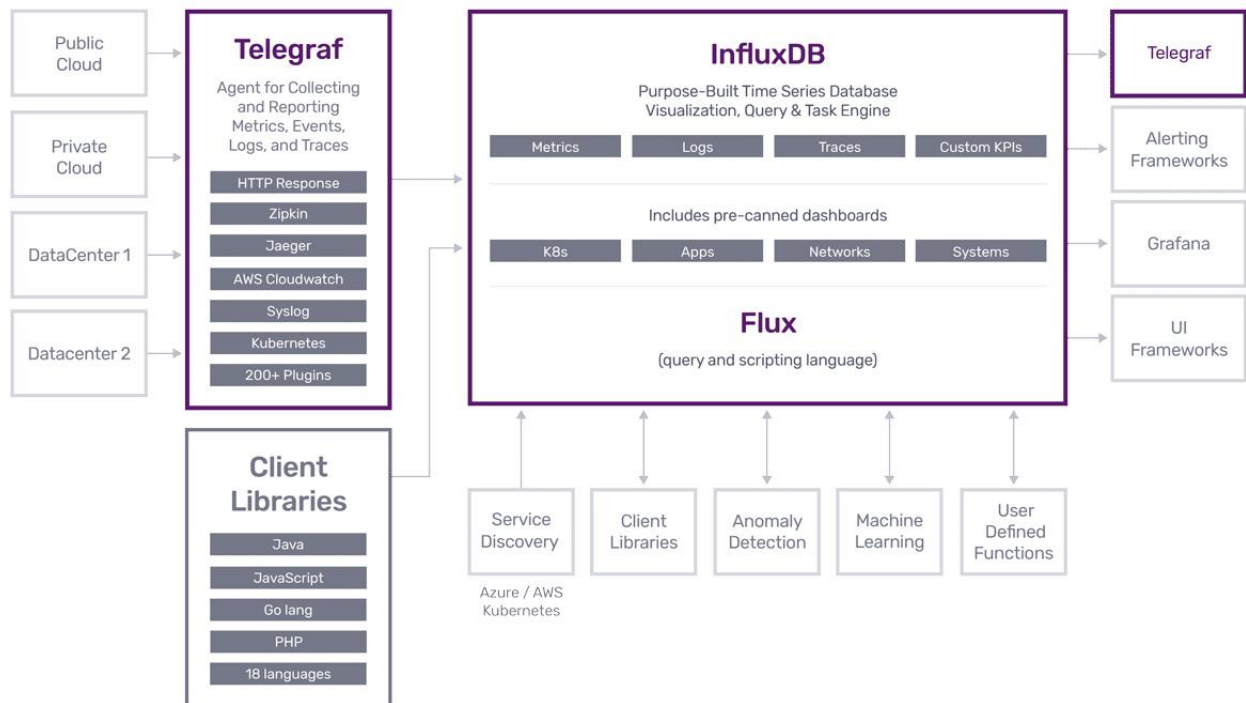 Public
Cloud
Private
Cloud
DataCenter 1
Datacenter 2
Telegraf
Agent for Collecting
and Reporting
Metrics, Events,
Logs, and Traces
HTTP Response
Zipkin
Jaeger
AWS Cloudwatch
Syslog
Kubernetes
200+ Plugins
Client
Libraries
Java
JavaScript
Go lang
PHP
18 languages
InfluxDB
Purpose-Built Time Series Database
Visualization, Query & Task Engine
Metrics
Logs
Traces
Custom KPIs
Includes pre-canned dashboards
K8s
Apps
Networks
Systems
Flux
(query and scripting language)
Service
Discovery
Azure / AWS
Kubernetes
Client
Libraries
Anomaly
Detection
Machine
Learning
User
Defined
Functions
Telegraf
Alerting
Frameworks
Grafana
UI
Frameworks